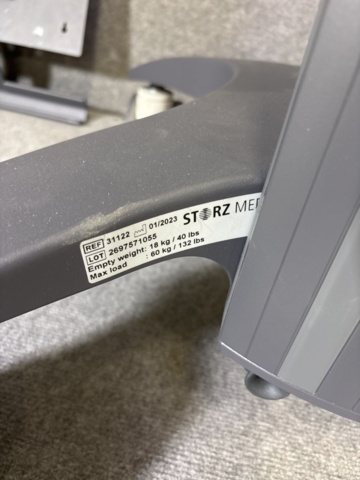 REF 31122 01/2023 STORZ
LOT 2697571055
Empty weight: 18 kg / 40 lbs
Max load : 60 kg / 132 lbs